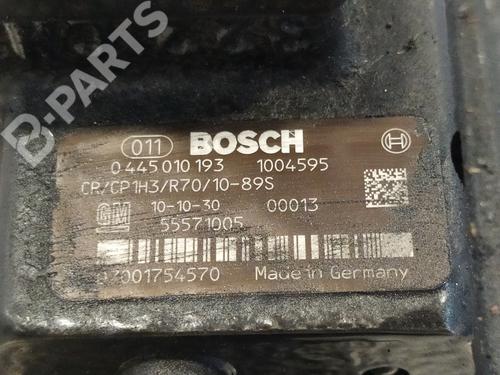 B-PARTS
011 BOSCH
0 445 010 193 1004595
CR/CP1H3/R70/10-89S
GM 10-10-30 00013
55571005
Made in Germany